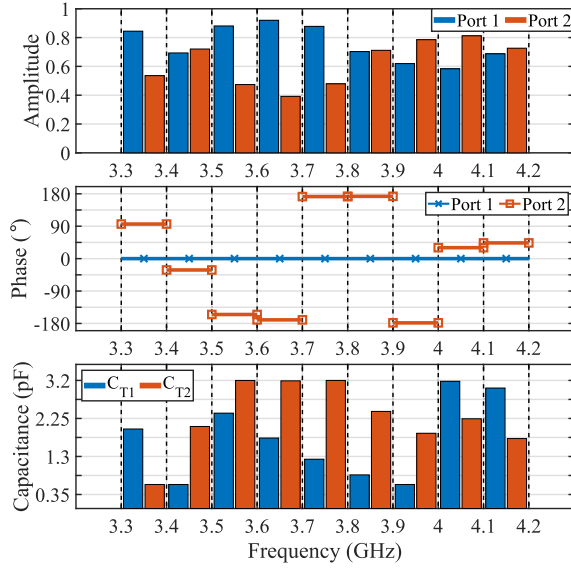 1
0.8
0.6
0.4
0.2
0
Amplitude
Port 1 Port 2
3.3 3.4 3.5 3.6 3.7 3.8 3.9 4 4.1 4.2
180
90
0
-90
-180
Phase (°)
Port 1 Port 2
3.3 3.4 3.5 3.6 3.7 3.8 3.9 4 4.1 4.2
3.2
2.25
1.3
0.35
Capacitance (pF)
C_T1 C_T2
3.3 3.4 3.5 3.6 3.7 3.8 3.9 4 4.1 4.2
Frequency (GHz)